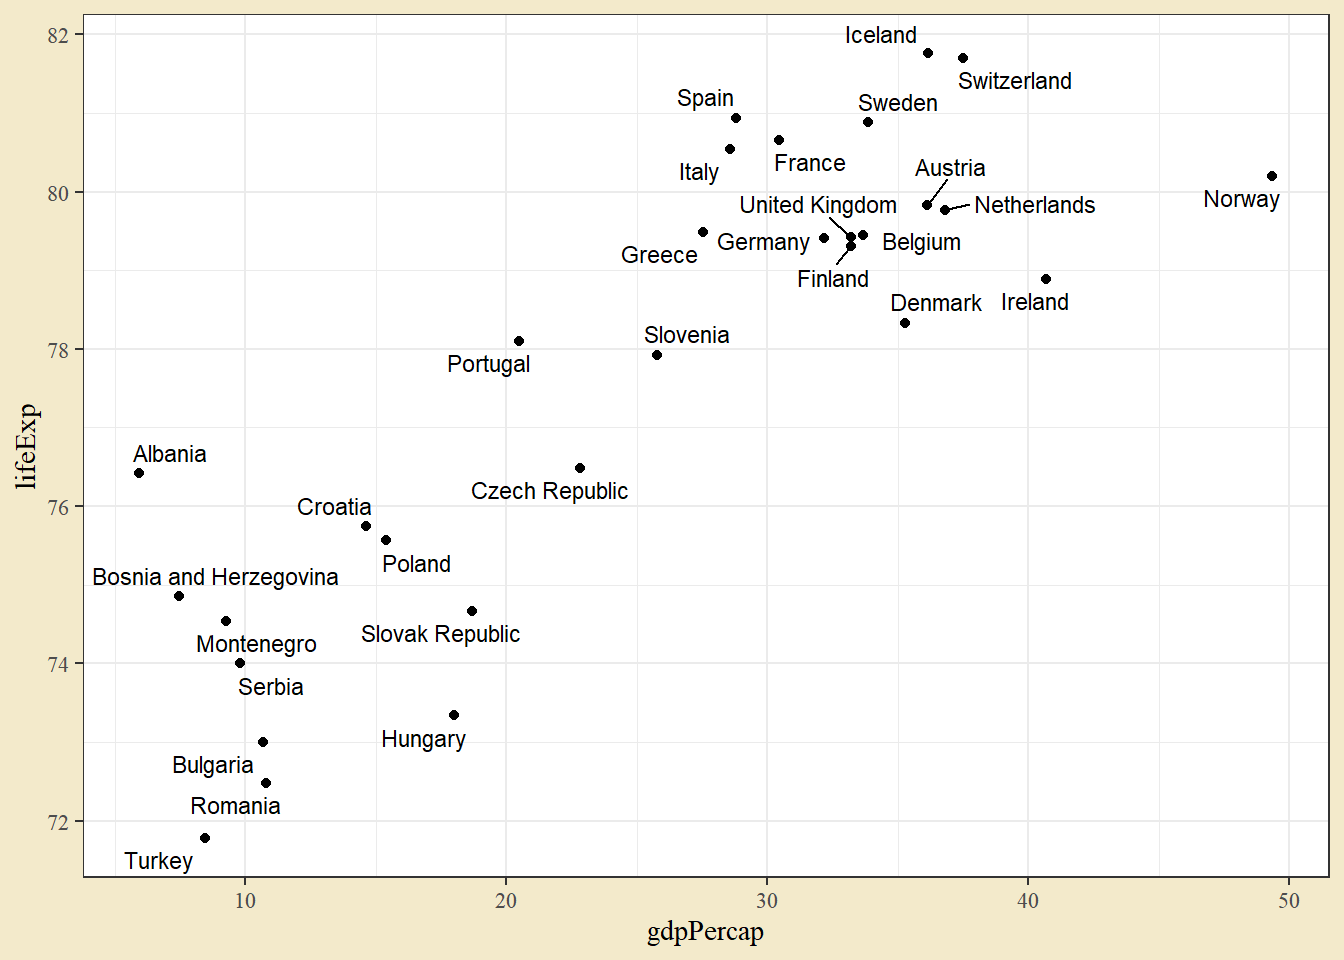 82
80
78
76
74
72
lifeExp
Iceland
Switzerland
Spain
Sweden
Italy
France
Austria
Norway
United Kingdom
Netherlands
Greece
Germany
Belgium
Finland
Denmark
Ireland
Slovenia
Portugal
Albania
Czech Republic
Croatia
Poland
Bosnia and Herzegovina
Slovak Republic
Montenegro
Serbia
Hungary
Bulgaria
Romania
Turkey
10
20
30
40
50
gdpPercap